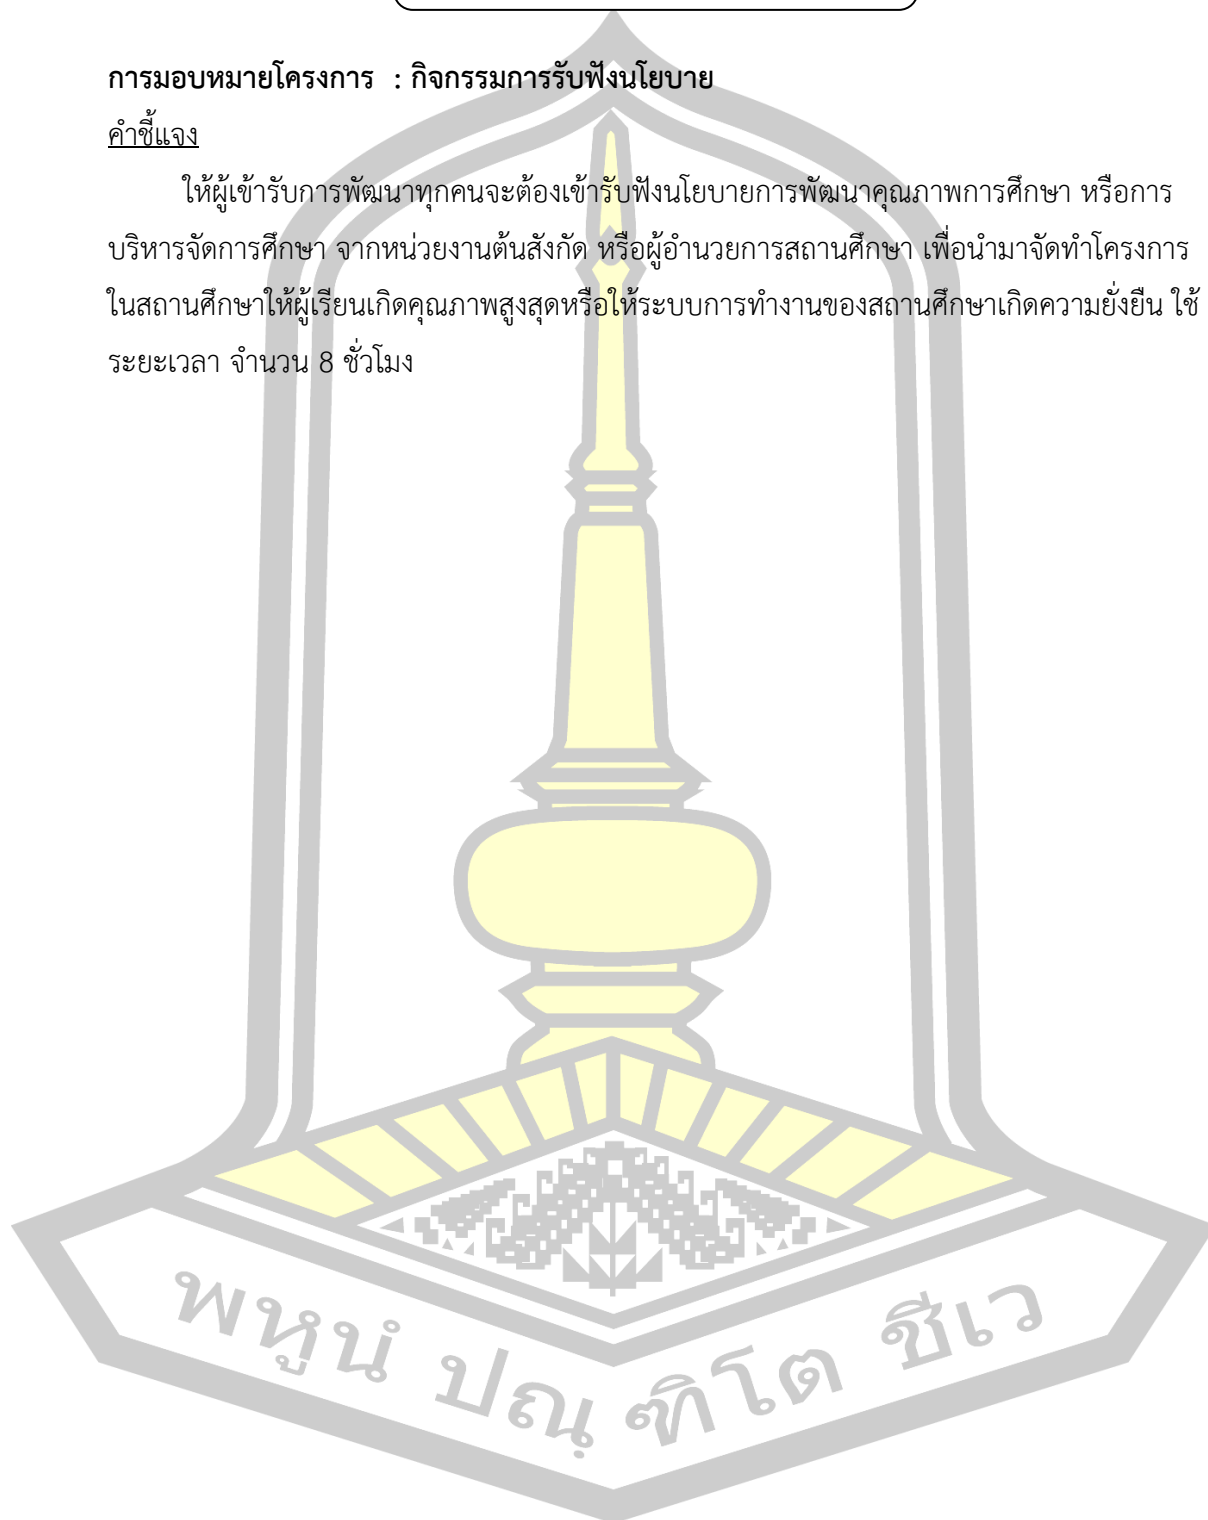 การมอบหมายโครงการ : กิจกรรมการรับฟังนโยบาย
คำชี้แจง
ให้ผู้เข้ารับการพัฒนาทุกคนจะต้องเข้ารับฟังนโยบายการพัฒนาคุณภาพการศึกษา หรือการ
บริหารจัดการศึกษา จากหน่วยงานต้นสังกัด หรือผู้อำนวยการสถานศึกษา เพื่อนำมาจัดทำโครงการ
ในสถานศึกษาให้ผู้เรียนเกิดคุณภาพสูงสุดหรือให้ระบบการทำงานของสถานศึกษาเกิดความยั่งยืน ใช้
ระยะเวลา จำนวน 8 ชั่วโมง
พหูนํ ปณฺฑิโต ชีเว